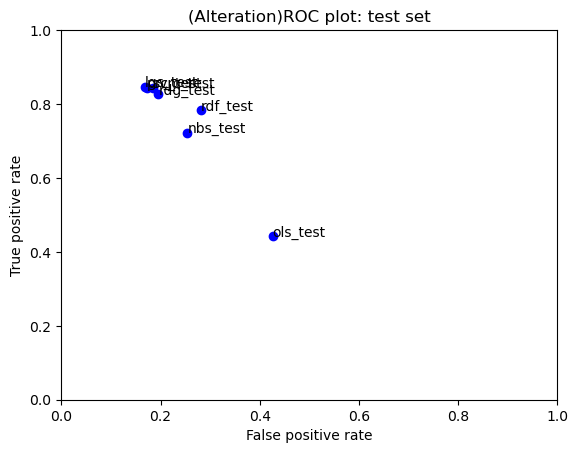 (Alteration)ROC plot: test set
1.0
0.8
0.6
0.4
0.2
0.0
True positive rate
rdg_test
rdf_test
nbs_test
ols_test
0.0 0.2 0.4 0.6 0.8 1.0
False positive rate